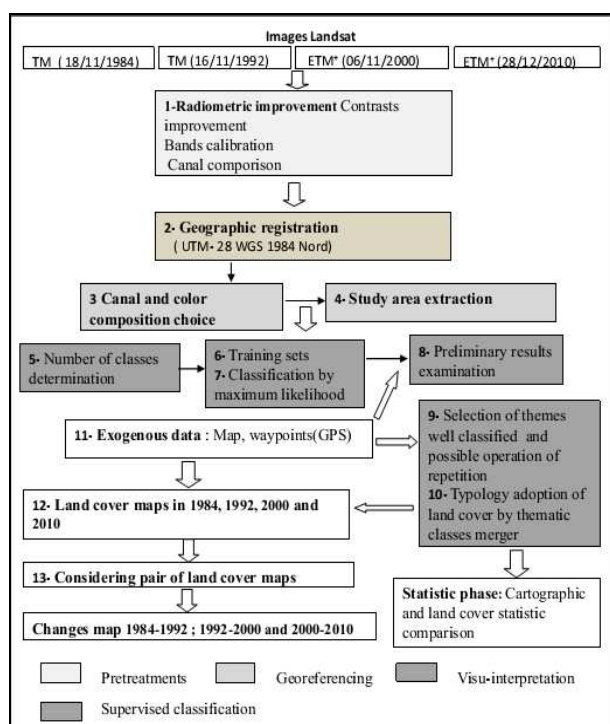 Images Landsat
TM ( 18/11/1984)
TM (16/11/1992)
ETM⁺ (06/11/2000)
ETM⁺ (28/12/2010)
1-Radiometric improvement Contrasts
improvement
Bands calibration
Canal comparison
2- Geographic registration
( UTM- 28 WGS 1984 Nord)
3 Canal and color
composition choice
4- Study area extraction
5- Number of classes
determination
6- Training sets
7- Classification by
maximum likelihood
8- Preliminary results
examination
11- Exogenous data : Map, waypoints(GPS)
9- Selection of themes
well classified and
possible operation of
repetition
10- Typology adoption of
land cover by thematic
classes merger
12- Land cover maps in 1984, 1992, 2000 and
2010
13- Considering pair of land cover maps
Statistic phase: Cartographic
and land cover statistic
comparison
Changes map 1984-1992 ; 1992-2000 and 2000-2010
Pretreatments
Georeferencing
Visu-interpretation
Supervised classification